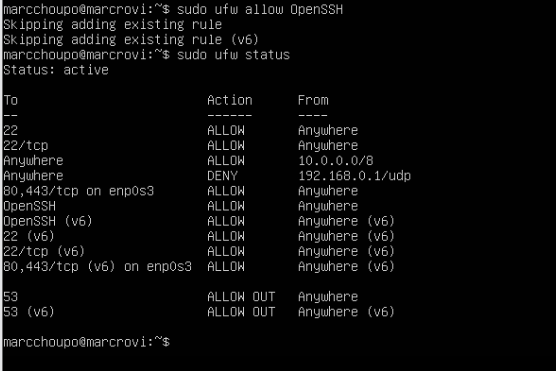 marcchoupo@marcrovi:~$ sudo ufw allow OpenSSH
Skipping adding existing rule
Skipping adding existing rule (v6)
marcchoupo@marcrovi:~$ sudo ufw status
Status: active
To                         Action      From
--                         ------      ----
22                         ALLOW       Anywhere
22/tcp                     ALLOW       Anywhere
Anywhere                   ALLOW       10.0.0.0/8
Anywhere                   DENY        192.168.0.1/udp
80,443/tcp on enp0s3       ALLOW       Anywhere
OpenSSH                    ALLOW       Anywhere
OpenSSH (v6)               ALLOW       Anywhere (v6)
22 (v6)                    ALLOW       Anywhere (v6)
22/tcp (v6)                ALLOW       Anywhere (v6)
80,443/tcp (v6) on enp0s3  ALLOW       Anywhere (v6)
53                         ALLOW OUT   Anywhere
53 (v6)                    ALLOW OUT   Anywhere (v6)
marcchoupo@marcrovi:~$